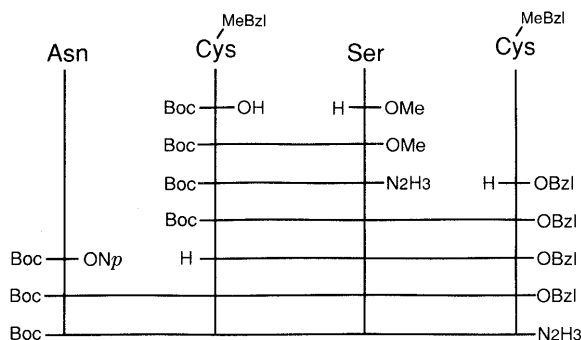 MeBzl MeBzl
Asn Cys Ser Cys
Boc OH H OMe
Boc OMe
Boc N2H3 H OBzl
Boc OBzl
Boc ONp H OBzl
Boc OBzl
Boc N2H3